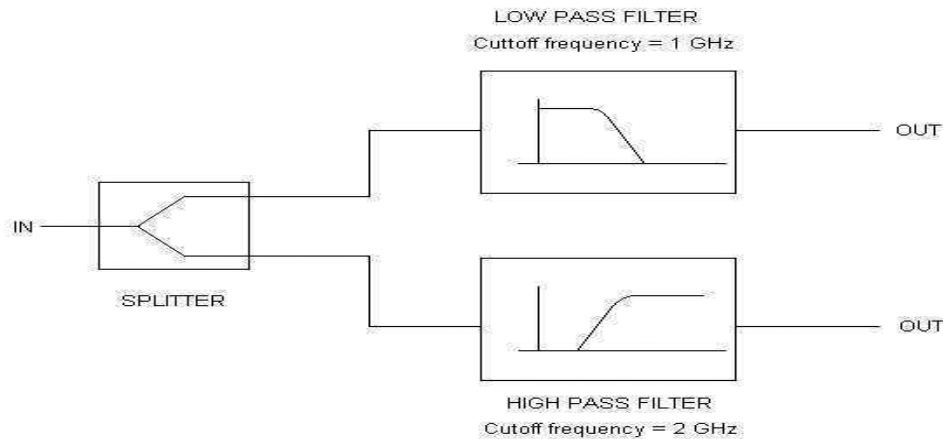 LOW PASS FILTER
Cuttoff frequency = 1 GHz
OUT
IN
SPLITTER
OUT
HIGH PASS FILTER
Cutoff frequency = 2 GHz